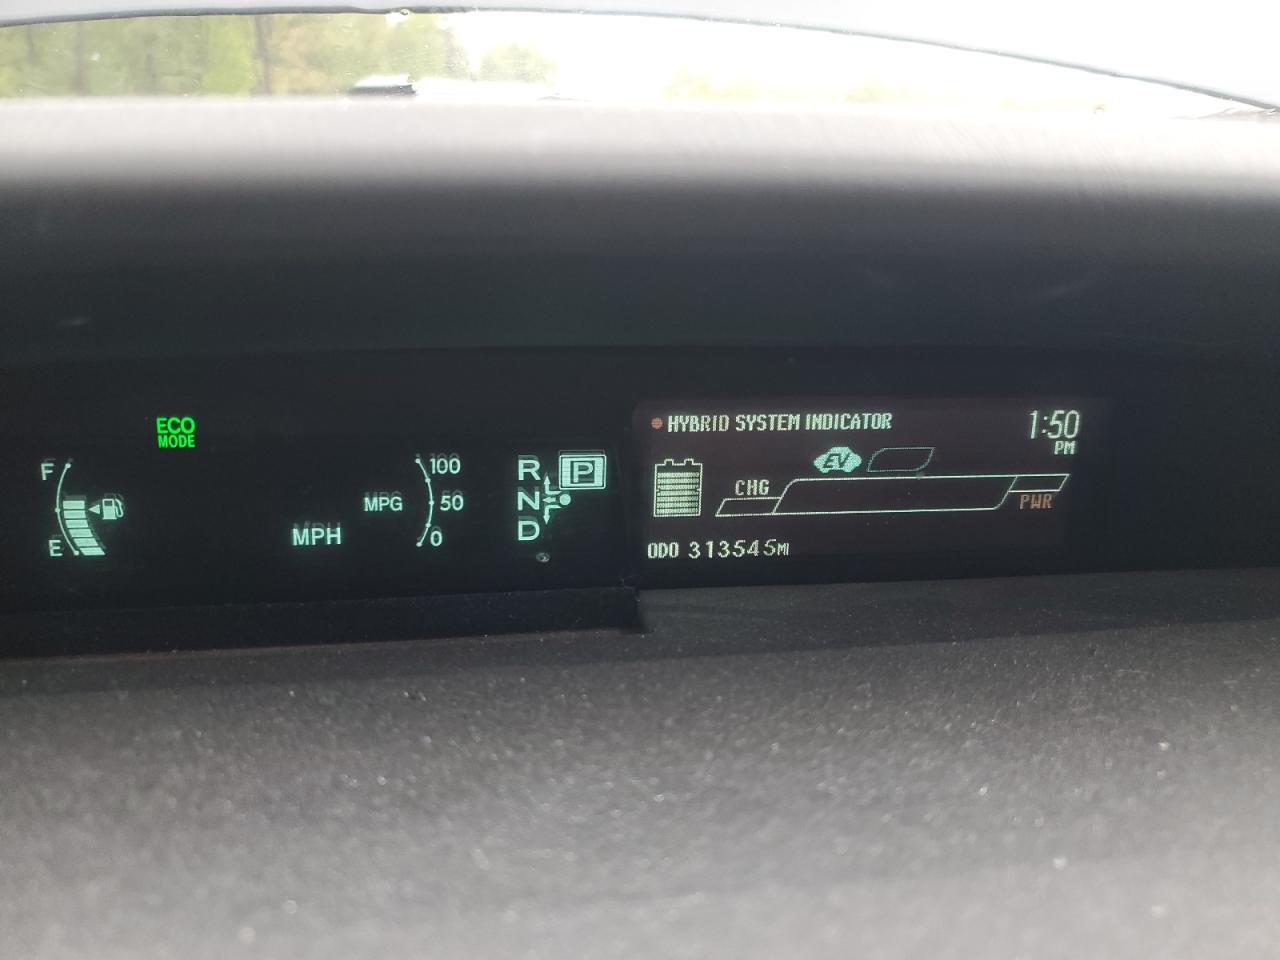 ECO
MODE
F
E
MPH
MPG
100
50
0
R
N
D
P
HYBRID SYSTEM INDICATOR
1:50
PM
EV
CHG
PWR
ODO 313545MI